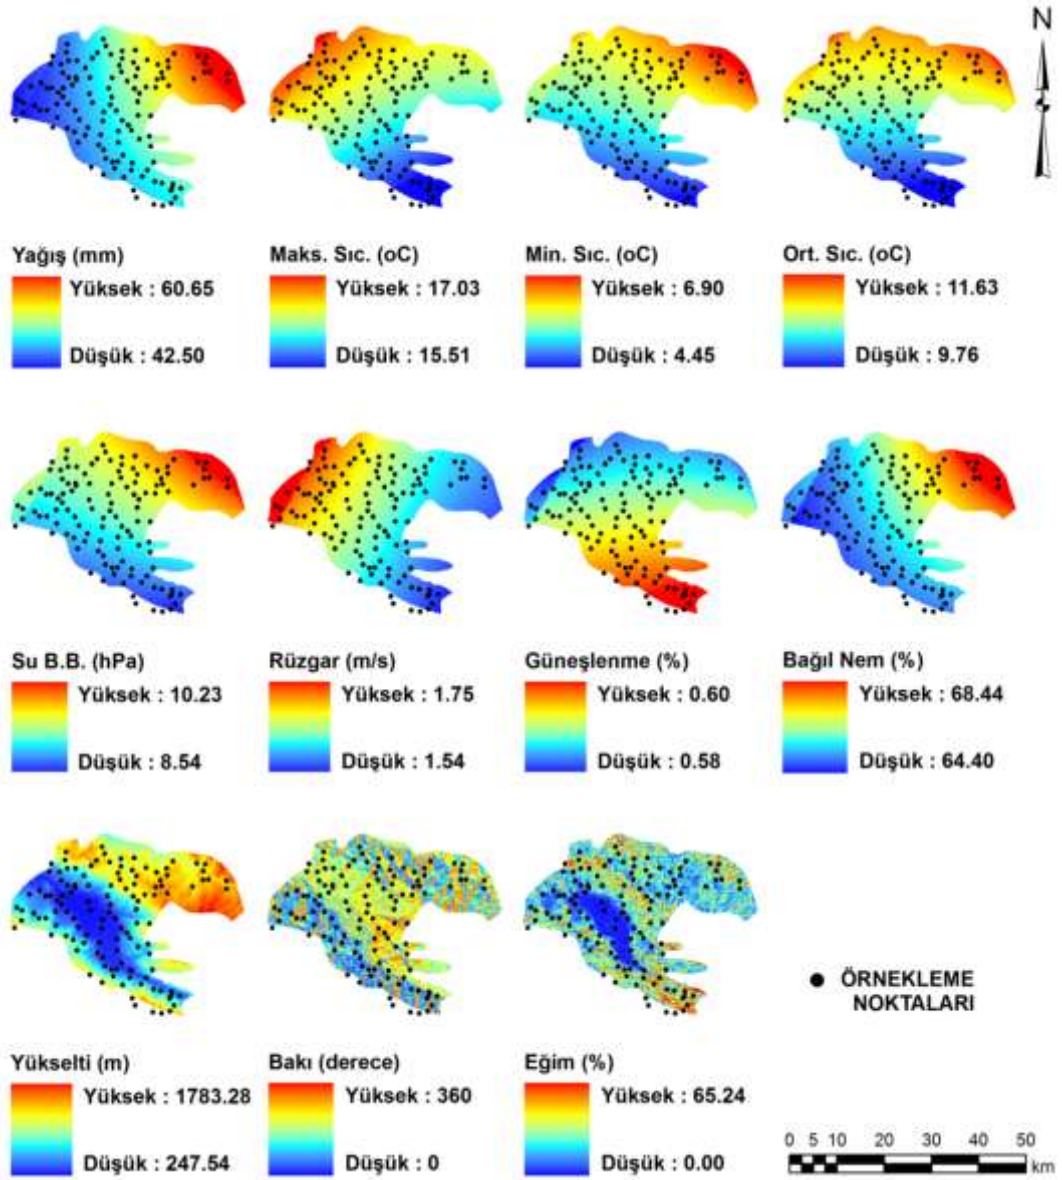 N
Yağış (mm)
Yüksek : 60.65
Düşük : 42.50
Maks. Sıc. (oC)
Yüksek : 17.03
Düşük : 15.51
Min. Sıc. (oC)
Yüksek : 6.90
Düşük : 4.45
Ort. Sıc. (oC)
Yüksek : 11.63
Düşük : 9.76
Su B.B. (hPa)
Yüksek : 10.23
Düşük : 8.54
Rüzgar (m/s)
Yüksek : 1.75
Düşük : 1.54
Güneşlenme (%)
Yüksek : 0.60
Düşük : 0.58
Bağıl Nem (%)
Yüksek : 68.44
Düşük : 64.40
ÖRNEKLEME
NOKTALARI
Yükselti (m)
Yüksek : 1783.28
Düşük : 247.54
Bakı (derece)
Yüksek : 360
Düşük : 0
Eğim (%)
Yüksek : 65.24
Düşük : 0.00
0 5 10 20 30 40 50
km